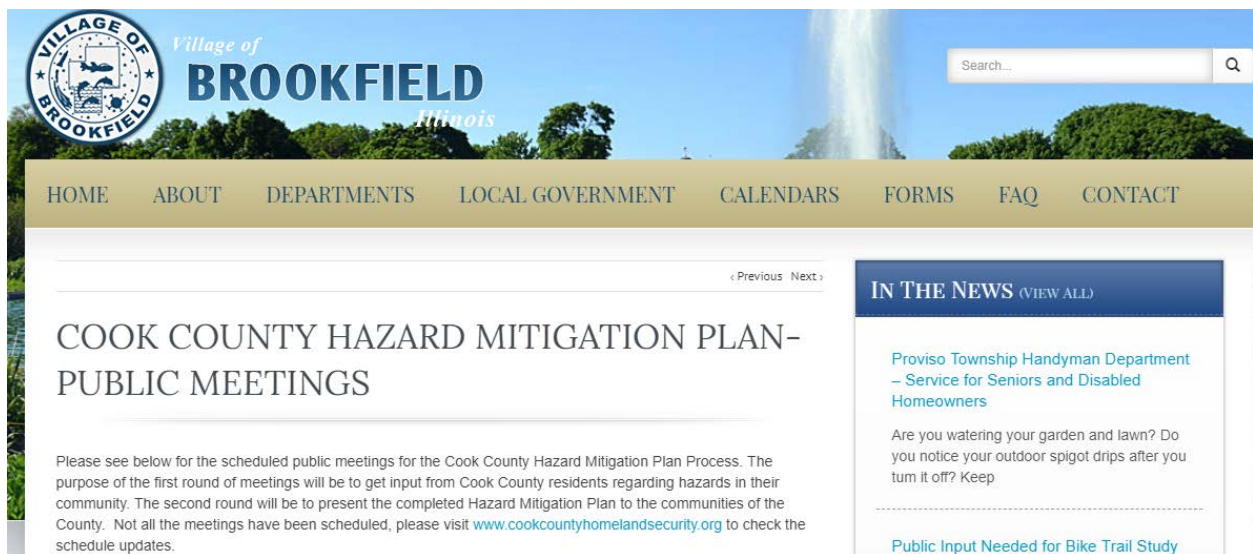 VILLAGE OF BROOKFIELD
Village of
BROOKFIELD
Illinois
Search...
HOME ABOUT DEPARTMENTS LOCAL GOVERNMENT CALENDARS FORMS FAQ CONTACT
‹ Previous Next ›
COOK COUNTY HAZARD MITIGATION PLAN-
PUBLIC MEETINGS
Please see below for the scheduled public meetings for the Cook County Hazard Mitigation Plan Process. The
purpose of the first round of meetings will be to get input from Cook County residents regarding hazards in their
community. The second round will be to present the completed Hazard Mitigation Plan to the communities of the
County. Not all the meetings have been scheduled, please visit www.cookcountyhomelandsecurity.org to check the
schedule updates.
IN THE NEWS (VIEW ALL)
Proviso Township Handyman Department
– Service for Seniors and Disabled
Homeowners
Are you watering your garden and lawn? Do
you notice your outdoor spigot drips after you
turn it off? Keep
Public Input Needed for Bike Trail Study